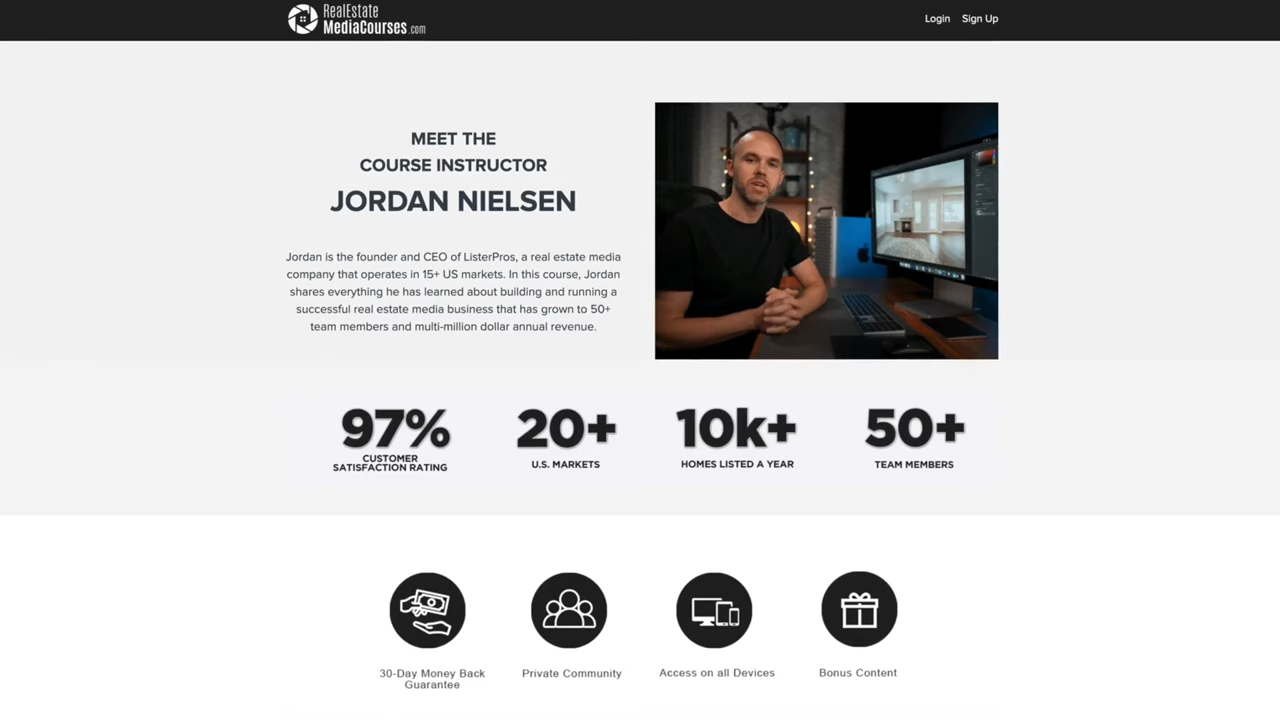 RealEstate
MediaCourses.com
Login Sign Up
MEET THE
COURSE INSTRUCTOR
JORDAN NIELSEN
Jordan is the founder and CEO of ListerPros, a real estate media
company that operates in 15+ US markets. In this course, Jordan
shares everything he has learned about building and running a
successful real estate media business that has grown to 50+
team members and multi-million dollar annual revenue.
97% 20+ 10k+ 50+
CUSTOMER
SATISFACTION RATING U.S. MARKETS HOMES LISTED A YEAR TEAM MEMBERS
30-Day Money Back Private Community Access on all Devices Bonus Content
Guarantee